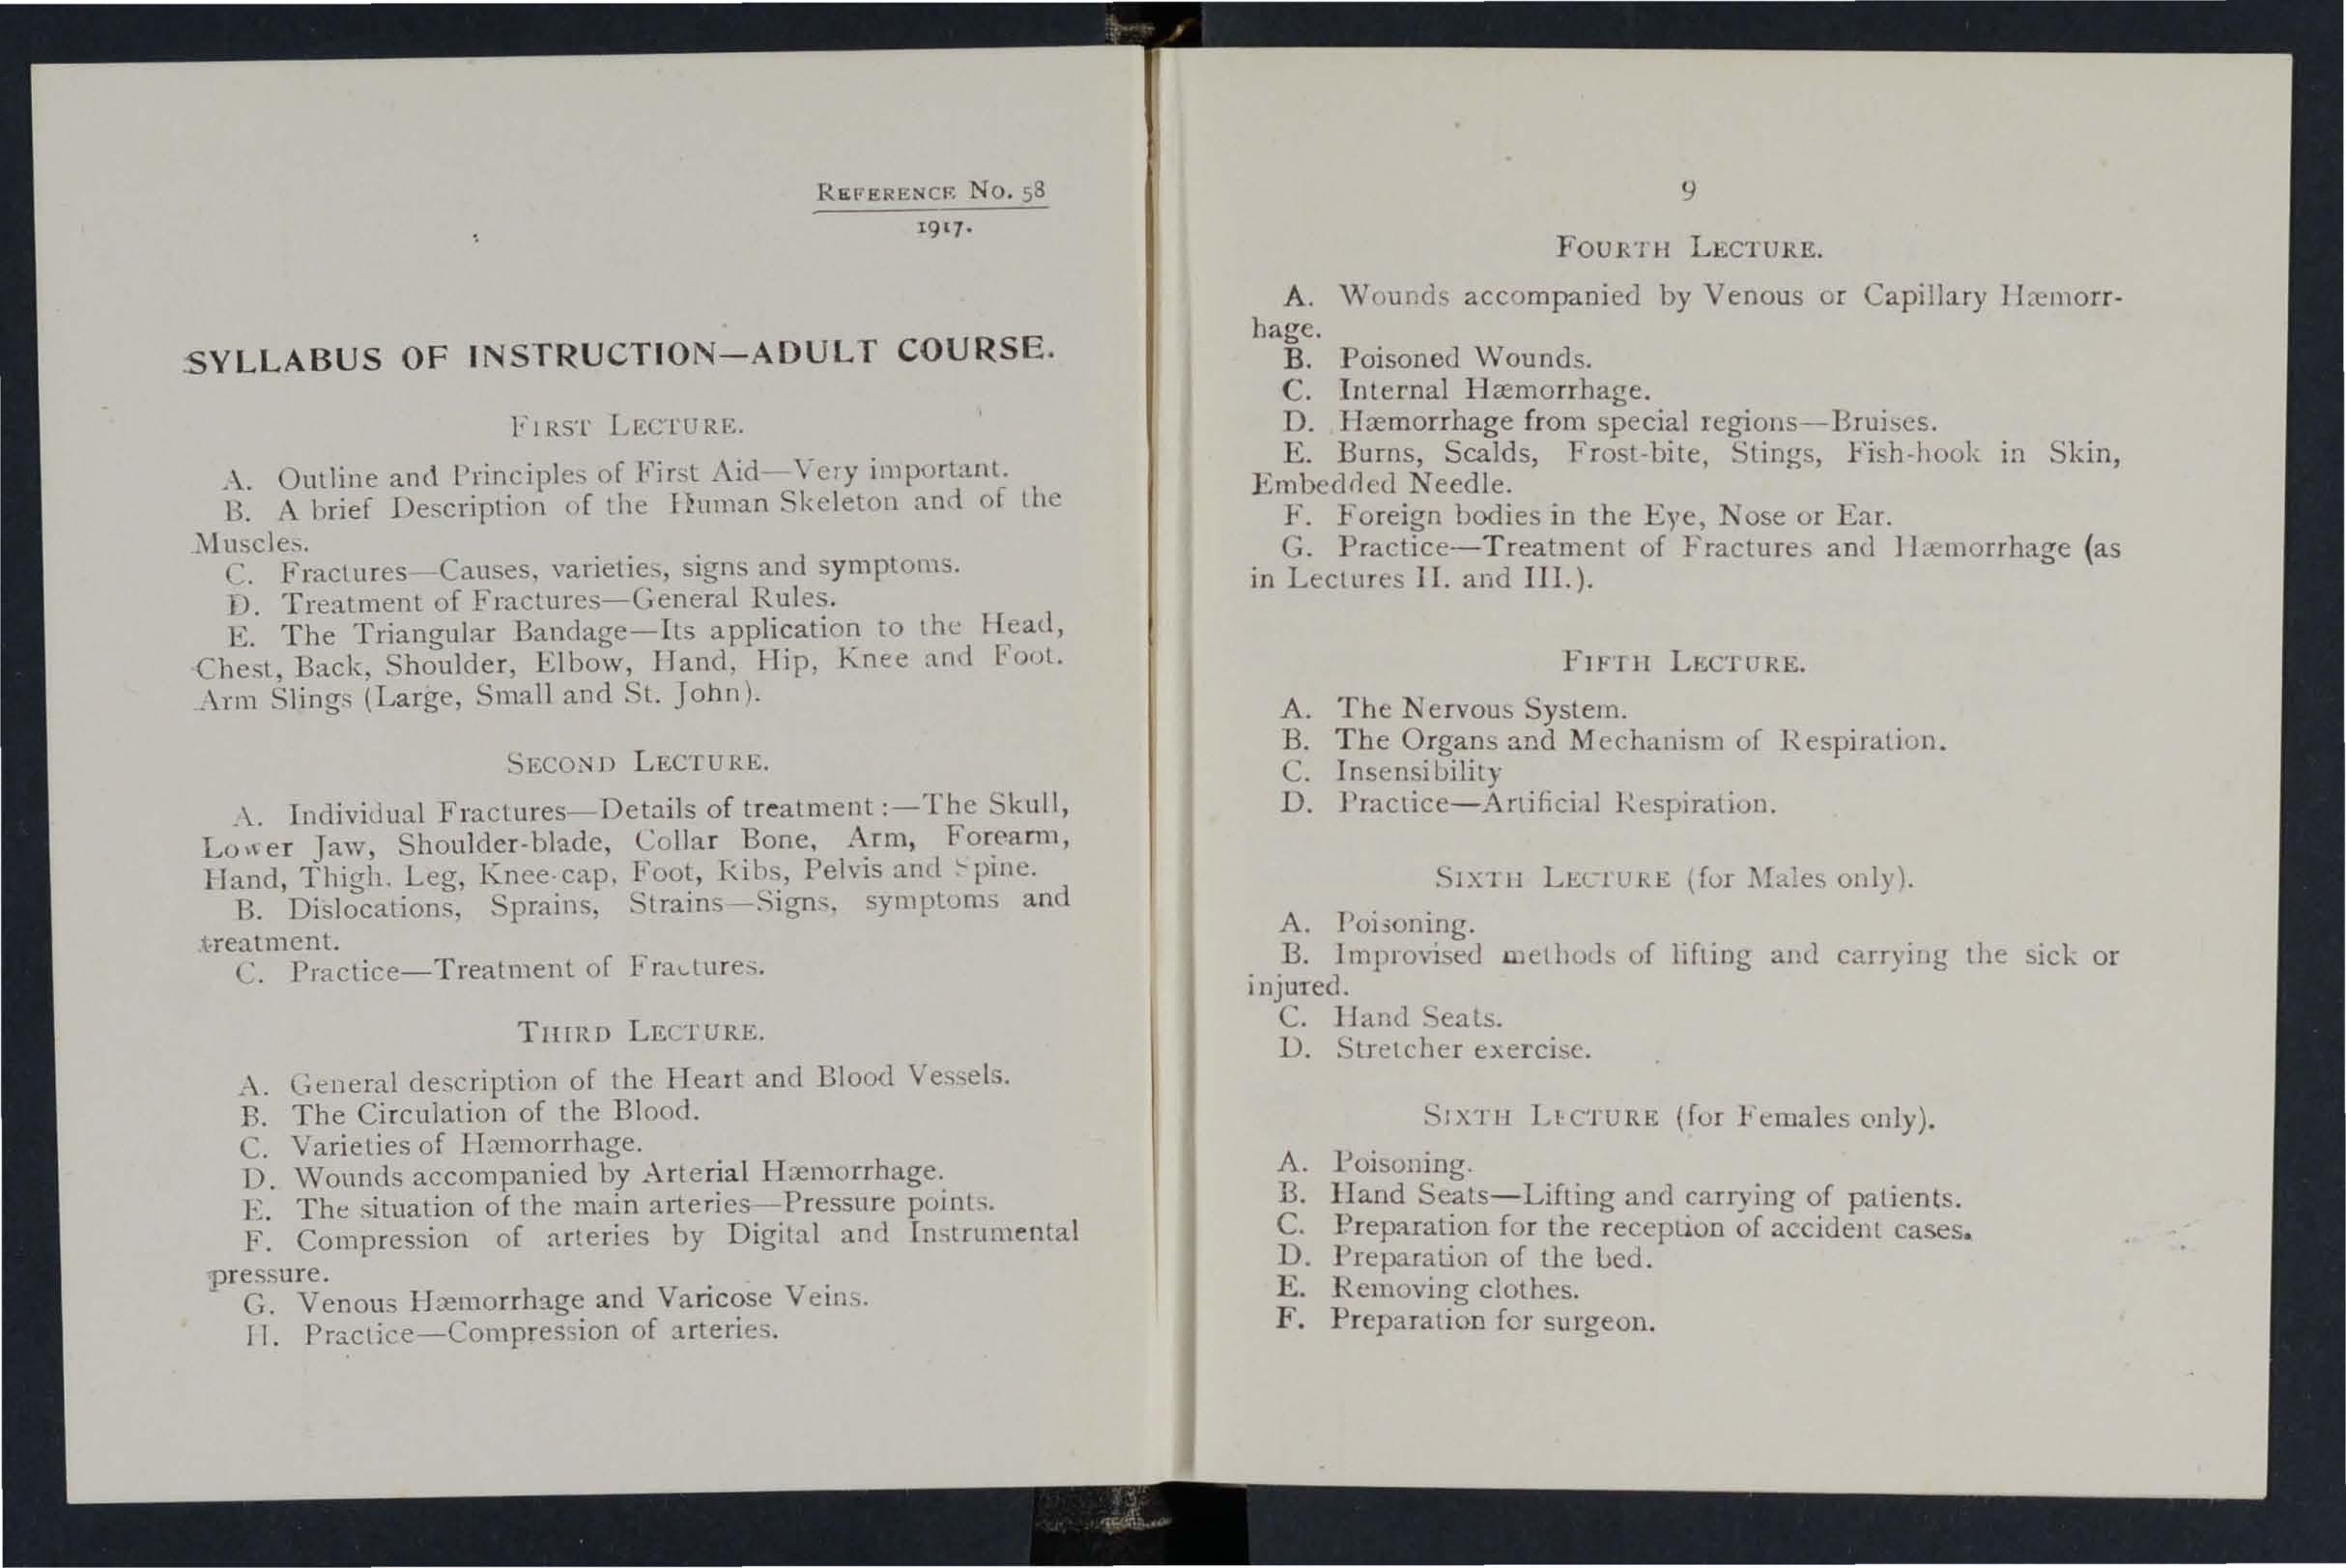 REFERENCE No. 58
1917.
SYLLABUS OF INSTRUCTION—ADULT COURSE.
FIRST LECTURE.
A. Outline and Principles of First Aid—Very important.
B. A brief Description of the Human Skeleton and of the
Muscles.
C. Fractures—Causes, varieties, signs and symptoms.
D. Treatment of Fractures—General Rules.
E. The Triangular Bandage—Its application to the Head,
Chest, Back, Shoulder, Elbow, Hand, Hip, Knee and Foot.
Arm Slings (Large, Small and St. John).
SECOND LECTURE.
A. Individual Fractures—Details of treatment :—The Skull,
Lower Jaw, Shoulder-blade, Collar Bone, Arm, Forearm,
Hand, Thigh, Leg, Knee-cap, Foot, Ribs, Pelvis and Spine.
B. Dislocations, Sprains, Strains—Signs, symptoms and
treatment.
C. Practice—Treatment of Fractures.
THIRD LECTURE.
A. General description of the Heart and Blood Vessels.
B. The Circulation of the Blood.
C. Varieties of Hæmorrhage.
D. Wounds accompanied by Arterial Hæmorrhage.
E. The situation of the main arteries—Pressure points.
F. Compression of arteries by Digital and Instrumental
pressure.
G. Venous Hæmorrhage and Varicose Veins.
H. Practice—Compression of arteries.
9
FOURTH LECTURE.
A. Wounds accompanied by Venous or Capillary Hæmorr-
hage.
B. Poisoned Wounds.
C. Internal Hæmorrhage.
D. Hæmorrhage from special regions—Bruises.
E. Burns, Scalds, Frost-bite, Stings, Fish-hook in Skin,
Embedded Needle.
F. Foreign bodies in the Eye, Nose or Ear.
G. Practice—Treatment of Fractures and Hæmorrhage (as
in Lectures II. and III.).
FIFTH LECTURE.
A. The Nervous System.
B. The Organs and Mechanism of Respiration.
C. Insensibility
D. Practice—Artificial Respiration.
SIXTH LECTURE (for Males only).
A. Poisoning.
B. Improvised methods of lifting and carrying the sick or
injured.
C. Hand Seats.
D. Stretcher exercise.
SIXTH LECTURE (for Females only).
A. Poisoning.
B. Hand Seats—Lifting and carrying of patients.
C. Preparation for the reception of accident cases.
D. Preparation of the bed.
E. Removing clothes.
F. Preparation for surgeon.